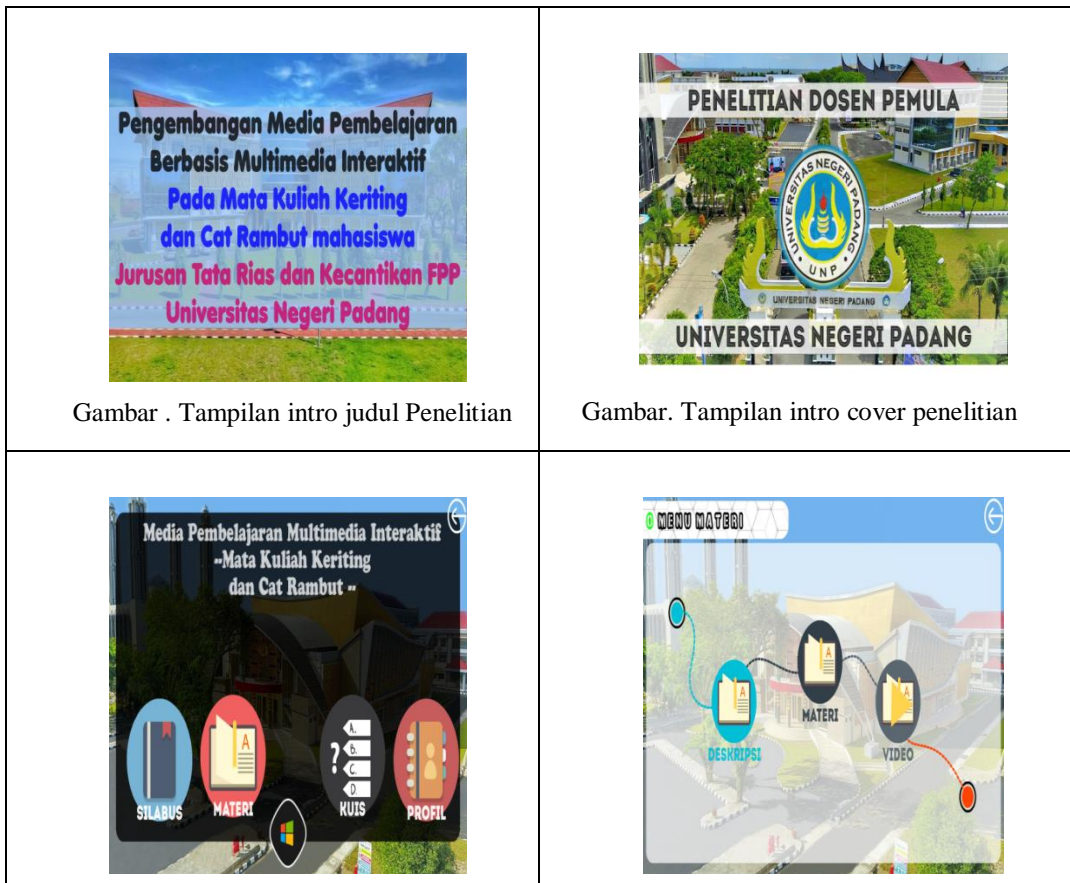 Pengembangan Media Pembelajaran
Berbasis Multimedia Interaktif
Pada Mata Kuliah Keriting
dan Cat Rambut mahasiswa
Jurusan Tata Rias dan Kecantikan FPP
Universitas Negeri Padang
Gambar . Tampilan intro judul Penelitian
PENELITIAN DOSEN PEMULA
UNIVERSITAS NEGERI PADANG
UNP
UNIVERSITAS NEGERI PADANG
UNIVERSITAS NEGERI PADANG
Gambar. Tampilan intro cover penelitian
Media Pembelajaran Multimedia Interaktif
--Mata Kuliah Keriting
dan Cat Rambut --
A
A.
?
B.
C.
D.
SILABUS
MATERI
KUIS
PROFIL
MENU MATERI
A
MATERI
A
DESKRIPSI
VIDEO